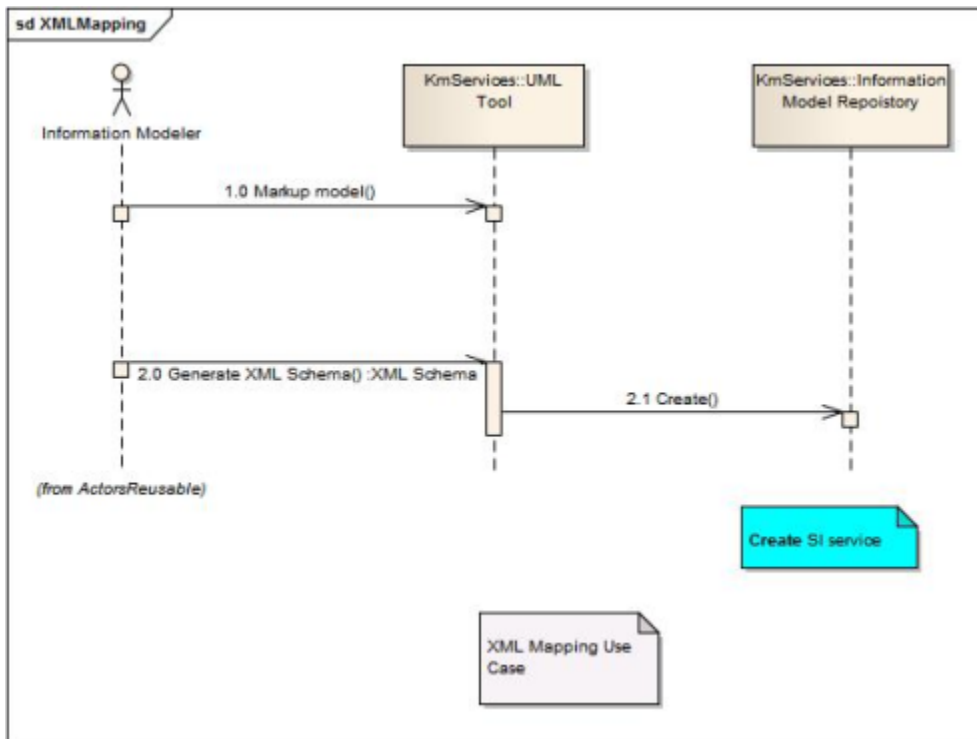 sd XMLMapping
KmServices::UML
Tool
KmServices::Information
Model Repoistory
Information Modeler
1.0 Markup model()
2.0 Generate XML Schema() :XML Schema
2.1 Create()
(from ActorsReusable)
Create SI service
XML Mapping Use
Case